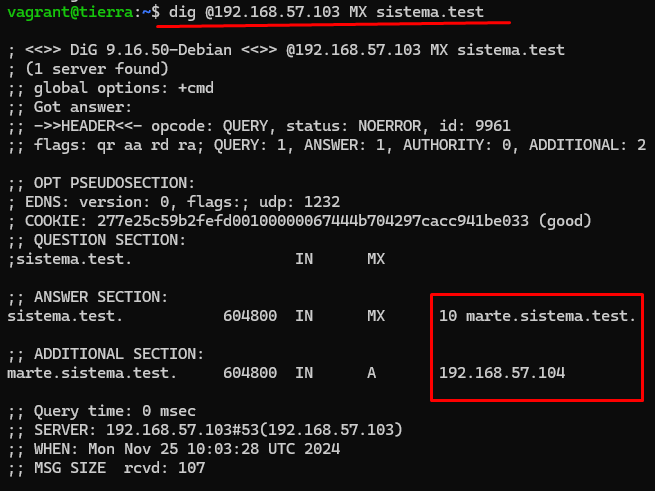 vagrant@tierra:~$ dig @192.168.57.103 MX sistema.test
; <<>> DiG 9.16.50-Debian <<>> @192.168.57.103 MX sistema.test
; (1 server found)
;; global options: +cmd
;; Got answer:
;; ->>HEADER<<- opcode: QUERY, status: NOERROR, id: 9961
;; flags: qr aa rd ra; QUERY: 1, ANSWER: 1, AUTHORITY: 0, ADDITIONAL: 2
;; OPT PSEUDOSECTION:
; EDNS: version: 0, flags:; udp: 1232
; COOKIE: 277e25c59b2fefd00100000067444b704297cacc941be033 (good)
;; QUESTION SECTION:
;sistema.test. IN MX
;; ANSWER SECTION:
sistema.test. 604800 IN MX 10 marte.sistema.test.
;; ADDITIONAL SECTION:
marte.sistema.test. 604800 IN A 192.168.57.104
;; Query time: 0 msec
;; SERVER: 192.168.57.103#53(192.168.57.103)
;; WHEN: Mon Nov 25 10:03:28 UTC 2024
;; MSG SIZE rcvd: 107